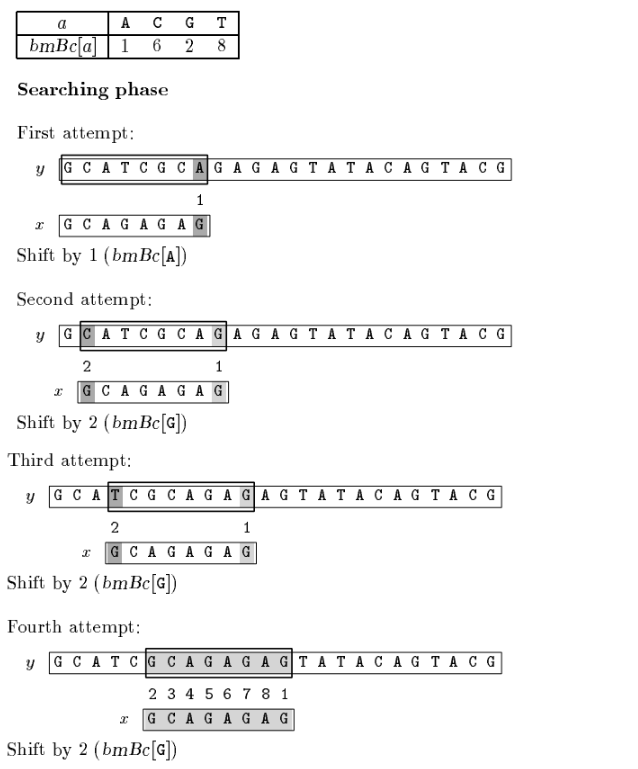 a A C G T
bmBc[a] 1 6 2 8
Searching phase
First attempt:
y G C A T C G C A G A G A G T A T A C A G T A C G
1
x G C A G A G A G
Shift by 1 (bmBc[A])
Second attempt:
y G C A T C G C A G A G A G T A T A C A G T A C G
2 1
x G C A G A G A G
Shift by 2 (bmBc[G])
Third attempt:
y G C A T C G C A G A G A G T A T A C A G T A C G
2 1
x G C A G A G A G
Shift by 2 (bmBc[G])
Fourth attempt:
y G C A T C G C A G A G A G T A T A C A G T A C G
2 3 4 5 6 7 8 1
x G C A G A G A G
Shift by 2 (bmBc[G])